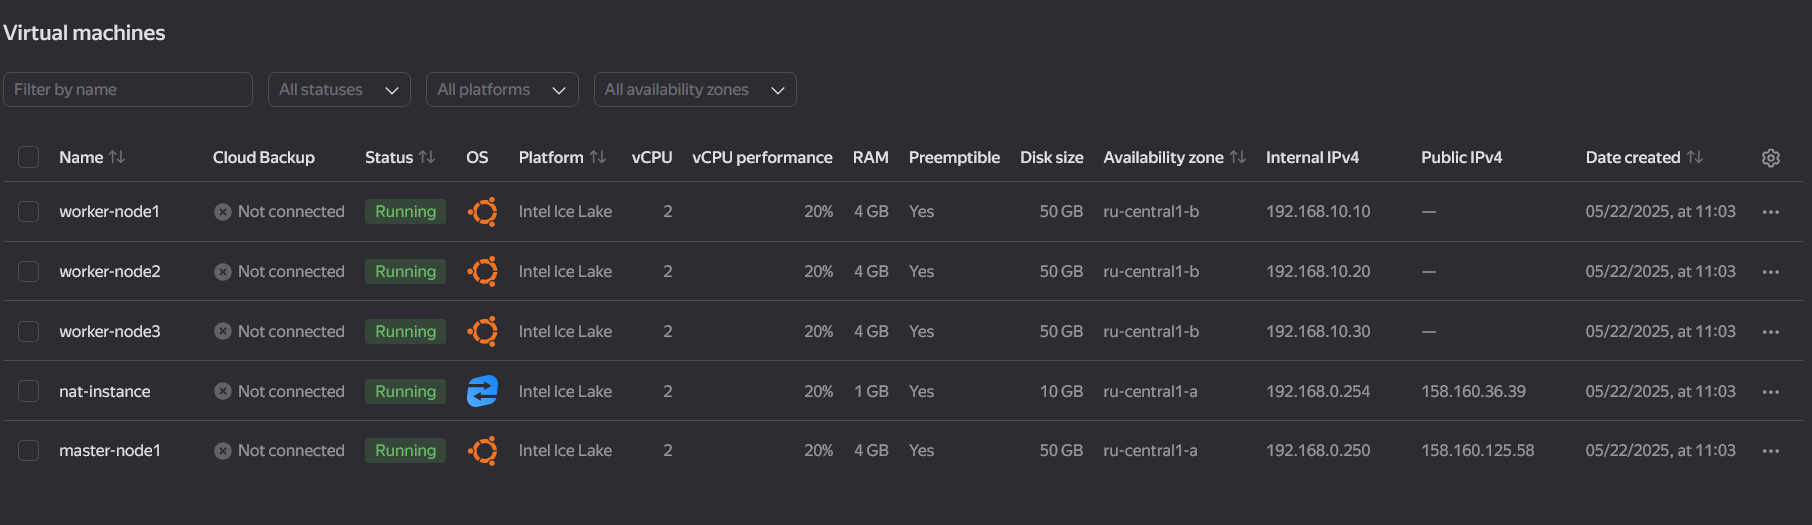 Virtual machines
Filter by name All statuses All platforms All availability zones
Name Cloud Backup Status OS Platform vCPU vCPU performance RAM Preemptible Disk size Availability zone Internal IPv4 Public IPv4 Date created
worker-node1 Not connected Running Intel Ice Lake 2 20% 4 GB Yes 50 GB ru-central1-b 192.168.10.10 — 05/22/2025, at 11:03 ···
worker-node2 Not connected Running Intel Ice Lake 2 20% 4 GB Yes 50 GB ru-central1-b 192.168.10.20 — 05/22/2025, at 11:03 ···
worker-node3 Not connected Running Intel Ice Lake 2 20% 4 GB Yes 50 GB ru-central1-b 192.168.10.30 — 05/22/2025, at 11:03 ···
nat-instance Not connected Running Intel Ice Lake 2 20% 1 GB Yes 10 GB ru-central1-a 192.168.0.254 158.160.36.39 05/22/2025, at 11:03 ···
master-node1 Not connected Running Intel Ice Lake 2 20% 4 GB Yes 50 GB ru-central1-a 192.168.0.250 158.160.125.58 05/22/2025, at 11:03 ···